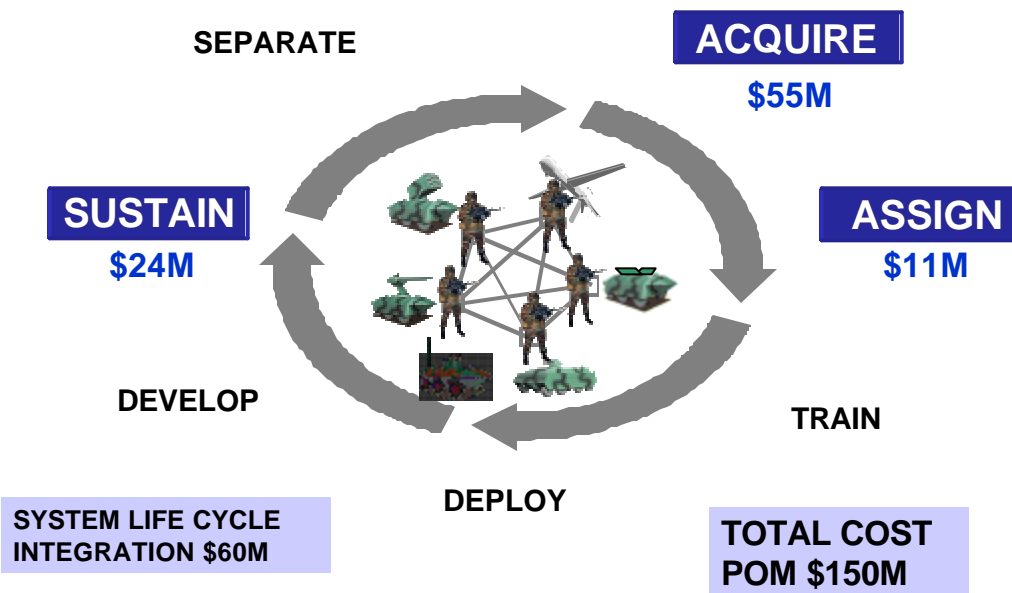 SEPARATE
ACQUIRE
$55M
SUSTAIN
$24M
ASSIGN
$11M
DEVELOP
TRAIN
DEPLOY
SYSTEM LIFE CYCLE
INTEGRATION $60M
TOTAL COST
POM $150M